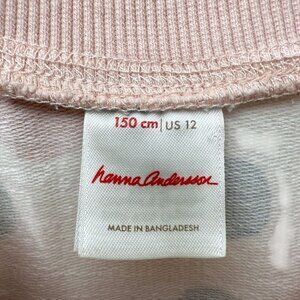 150 cm | US 12
hanna andersson
MADE IN BANGLADESH